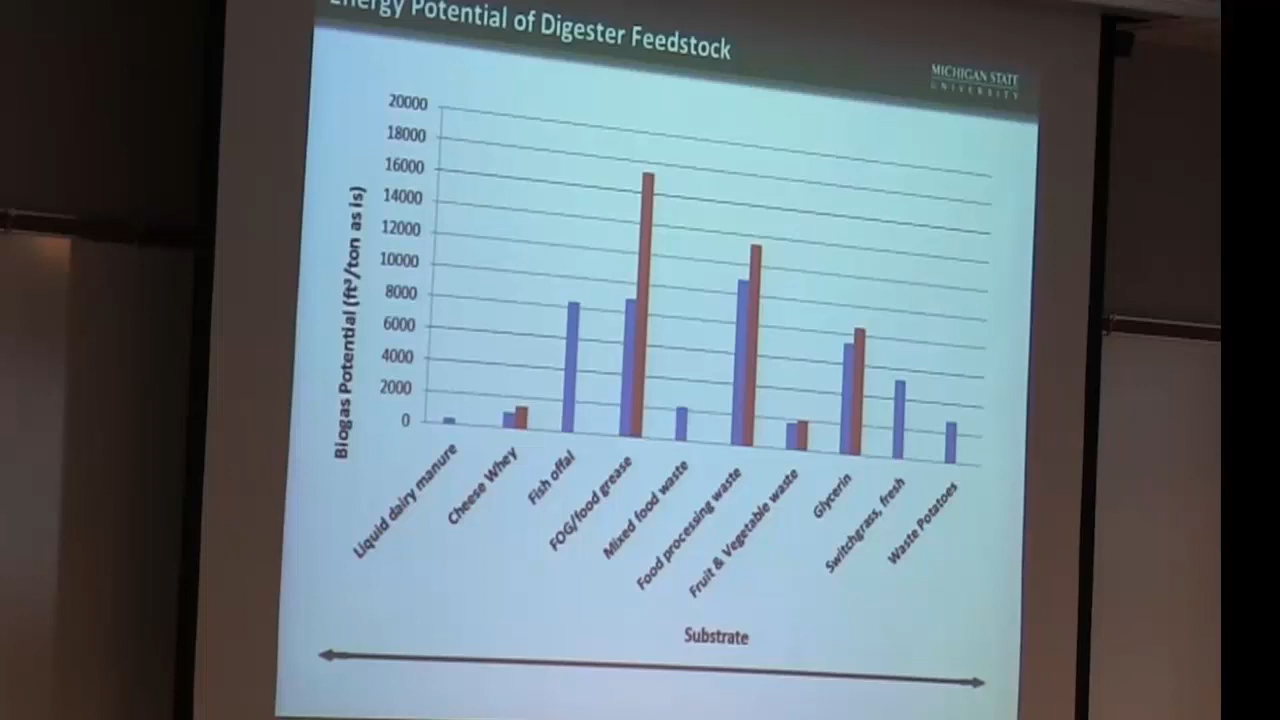 Energy Potential of Digester Feedstock
MICHIGAN STATE
UNIVERSITY
20000
18000
16000
14000
12000
10000
8000
6000
4000
2000
0
Biogas Potential (ft³/ton as is)
Liquid dairy manure
Cheese Whey
Fish offal
FOG/food grease
Mixed food waste
Food processing waste
Fruit & Vegetable waste
Glycerin
Switchgrass, fresh
Waste Potatoes
Substrate